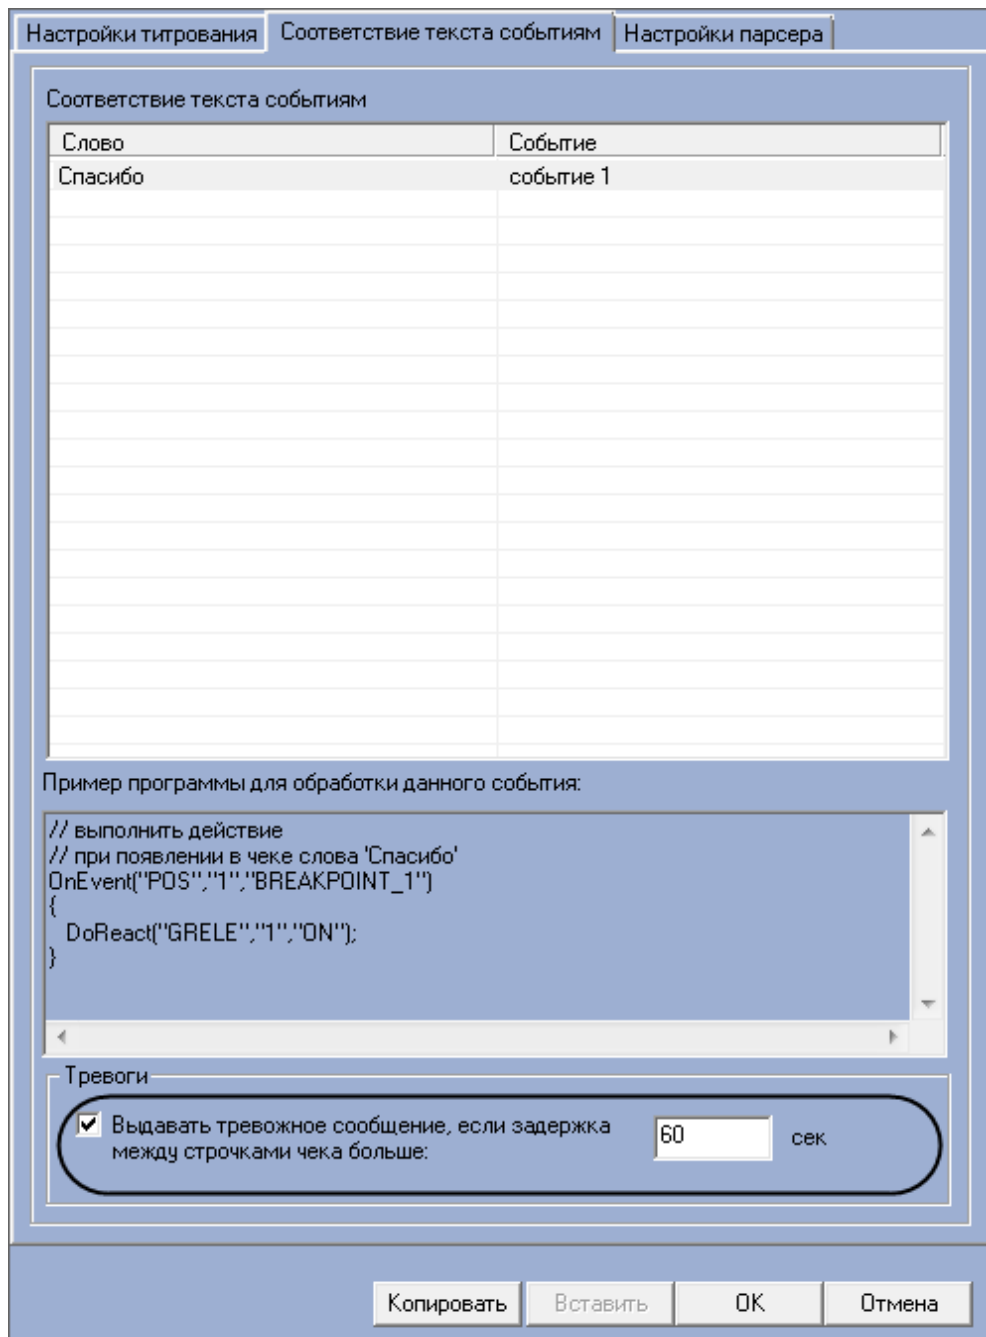 Настройки титрования Соответствие текста событиям Настройки парсера
Соответствие текста событиям
Слово Событие
Спасибо событие 1
Пример программы для обработки данного события:
// выполнить действие
// при появлении в чеке слова 'Спасибо'
OnEvent("POS","1","BREAKPOINT_1")
{
DoReact("GRELE","1","ON");
}
Тревоги
Выдавать тревожное сообщение, если задержка
между строчками чека больше:
60 сек
Копировать Вставить OK Отмена